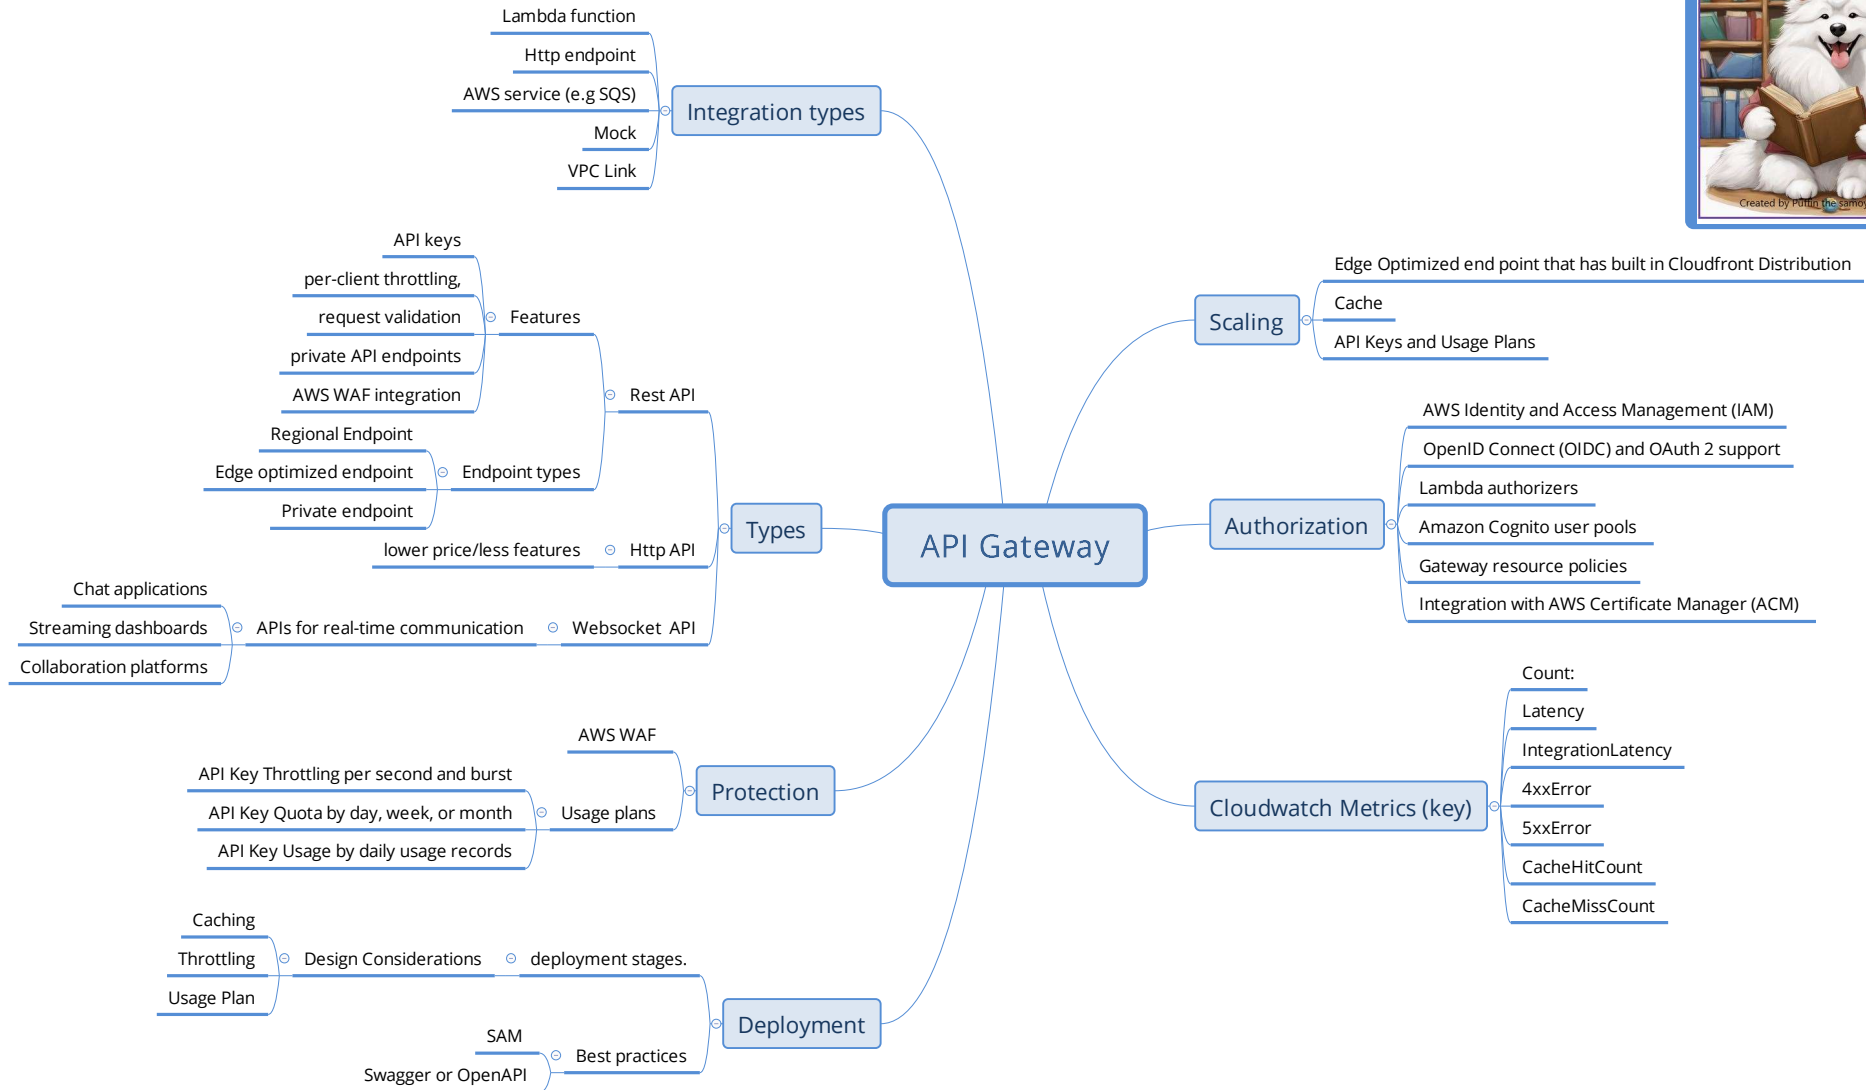 Lambda function
Http endpoint
AWS service (e.g SQS)
Mock
VPC Link
Integration types
API keys
per-client throttling,
request validation
private API endpoints
AWS WAF integration
Features
Regional Endpoint
Edge optimized endpoint
Private endpoint
Endpoint types
Rest API
lower price/less features
Http API
Chat applications
Streaming dashboards
Collaboration platforms
APIs for real-time communication
Websocket  API
Types
AWS WAF
API Key Throttling per second and burst
API Key Quota by day, week, or month
API Key Usage by daily usage records
Usage plans
Protection
Caching
Throttling
Usage Plan
Design Considerations
deployment stages.
SAM
Swagger or OpenAPI
Best practices
Deployment
API Gateway
Created by Puffin the
Scaling
Edge Optimized end point that has built in Cloudfront Distribution
Cache
API Keys and Usage Plans
Authorization
AWS Identity and Access Management (IAM)
OpenID Connect (OIDC) and OAuth 2 support
Lambda authorizers
Amazon Cognito user pools
Gateway resource policies
Integration with AWS Certificate Manager (ACM)
Cloudwatch Metrics (key)
Count:
Latency
IntegrationLatency
4xxError
5xxError
CacheHitCount
CacheMissCount